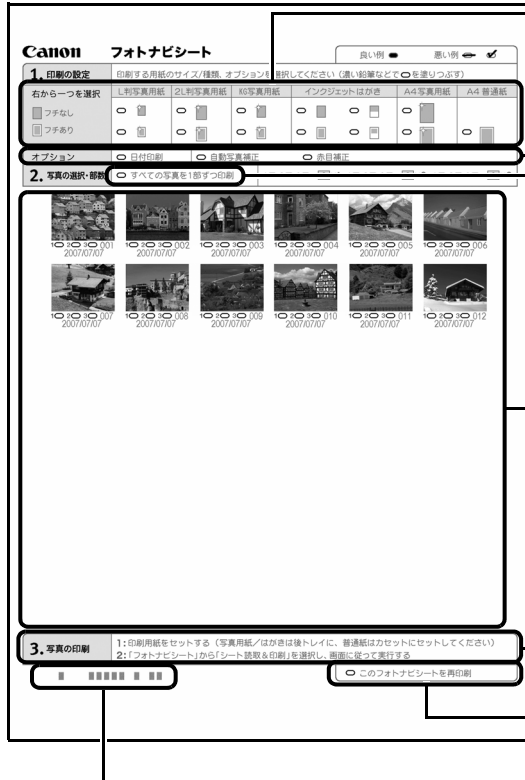 Canon フォトナビシート 良い例 悪い例
1. 印刷の設定 印刷する用紙のサイズ/種類、オプションを選択してください（濃い鉛筆などで を塗りつぶす）
右から一つを選択 L判写真用紙 2L判写真用紙 KG写真用紙 インクジェットはがき A4写真用紙 A4普通紙
フチなし
フチあり
オプション 日付印刷 自動写真補正 赤目補正
2. 写真の選択・部数 すべての写真を1部ずつ印刷
1 2 3 001 1 2 3 002 1 2 3 003 1 2 3 004 1 2 3 005 1 2 3 006
2007/07/07 2007/07/07 2007/07/07 2007/07/07 2007/07/07 2007/07/07
1 2 3 007 1 2 3 008 1 2 3 009 1 2 3 010 1 2 3 011 1 2 3 012
2007/07/07 2007/07/07 2007/07/07 2007/07/07 2007/07/07 2007/07/07
3. 写真の印刷 1:印刷用紙をセットする（写真用紙/はがきは後トレイに、普通紙はカセットにセットしてください）
2:「フォトナビシート」から「シート読取&印刷」を選択し、画面に従って実行する
このフォトナビシートを再印刷